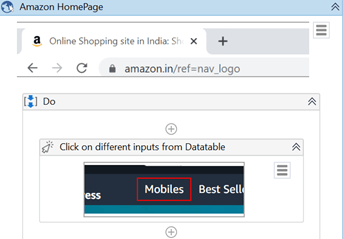 Amazon HomePage
a Online Shopping site in India: Sh
amazon.in/ref=nav_logo
Do
Click on different inputs from Datatable
ress Mobiles Best Selle